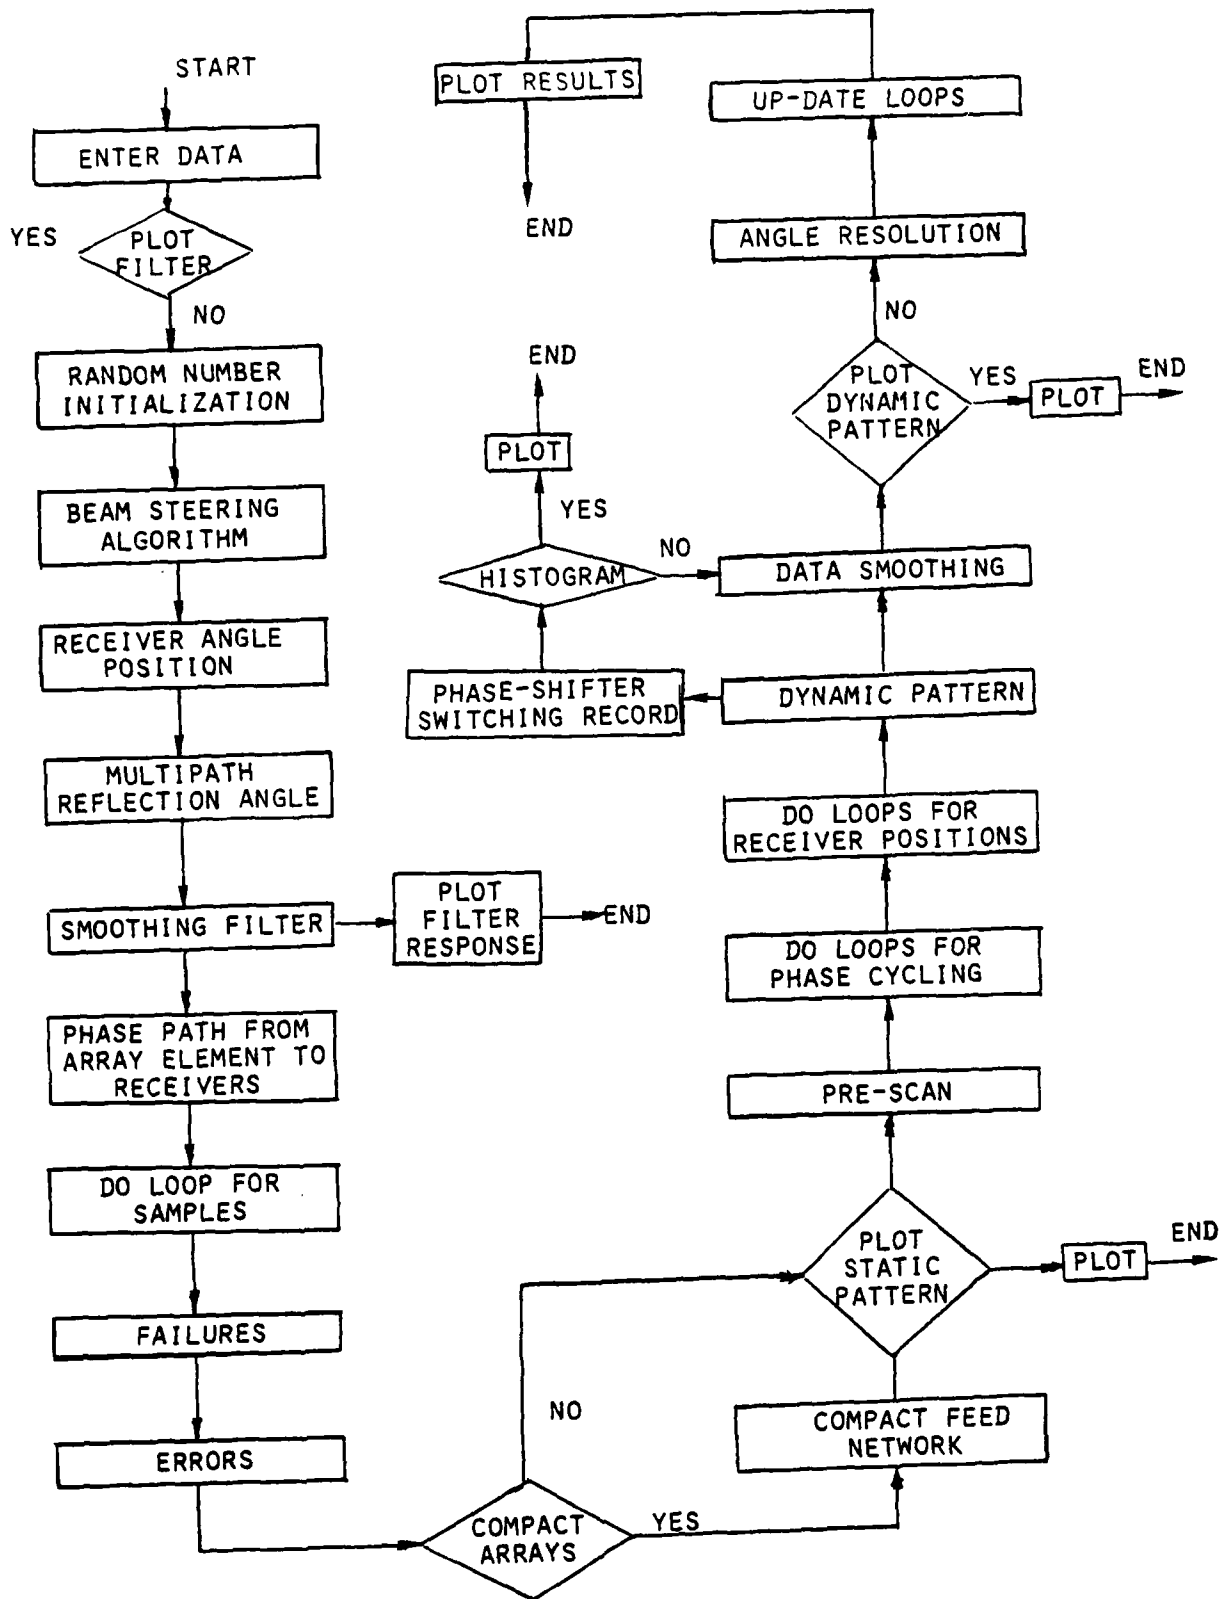 START
ENTER DATA
YES
PLOT
FILTER
NO
RANDOM NUMBER
INITIALIZATION
BEAM STEERING
ALGORITHM
RECEIVER ANGLE
POSITION
MULTIPATH
REFLECTION ANGLE
SMOOTHING FILTER
PLOT
FILTER
RESPONSE
END
PHASE PATH FROM
ARRAY ELEMENT TO
RECEIVERS
DO LOOP FOR
SAMPLES
FAILURES
ERRORS
COMPACT
ARRAYS
NO
YES
COMPACT FEED
NETWORK
PLOT
STATIC
PATTERN
PLOT
END
PRE-SCAN
DO LOOPS FOR
PHASE CYCLING
DO LOOPS FOR
RECEIVER POSITIONS
DYNAMIC PATTERN
PHASE-SHIFTER
SWITCHING RECORD
HISTOGRAM
YES
PLOT
END
NO
DATA SMOOTHING
PLOT
DYNAMIC
PATTERN
YES
PLOT
END
NO
ANGLE RESOLUTION
UP-DATE LOOPS
PLOT RESULTS
END